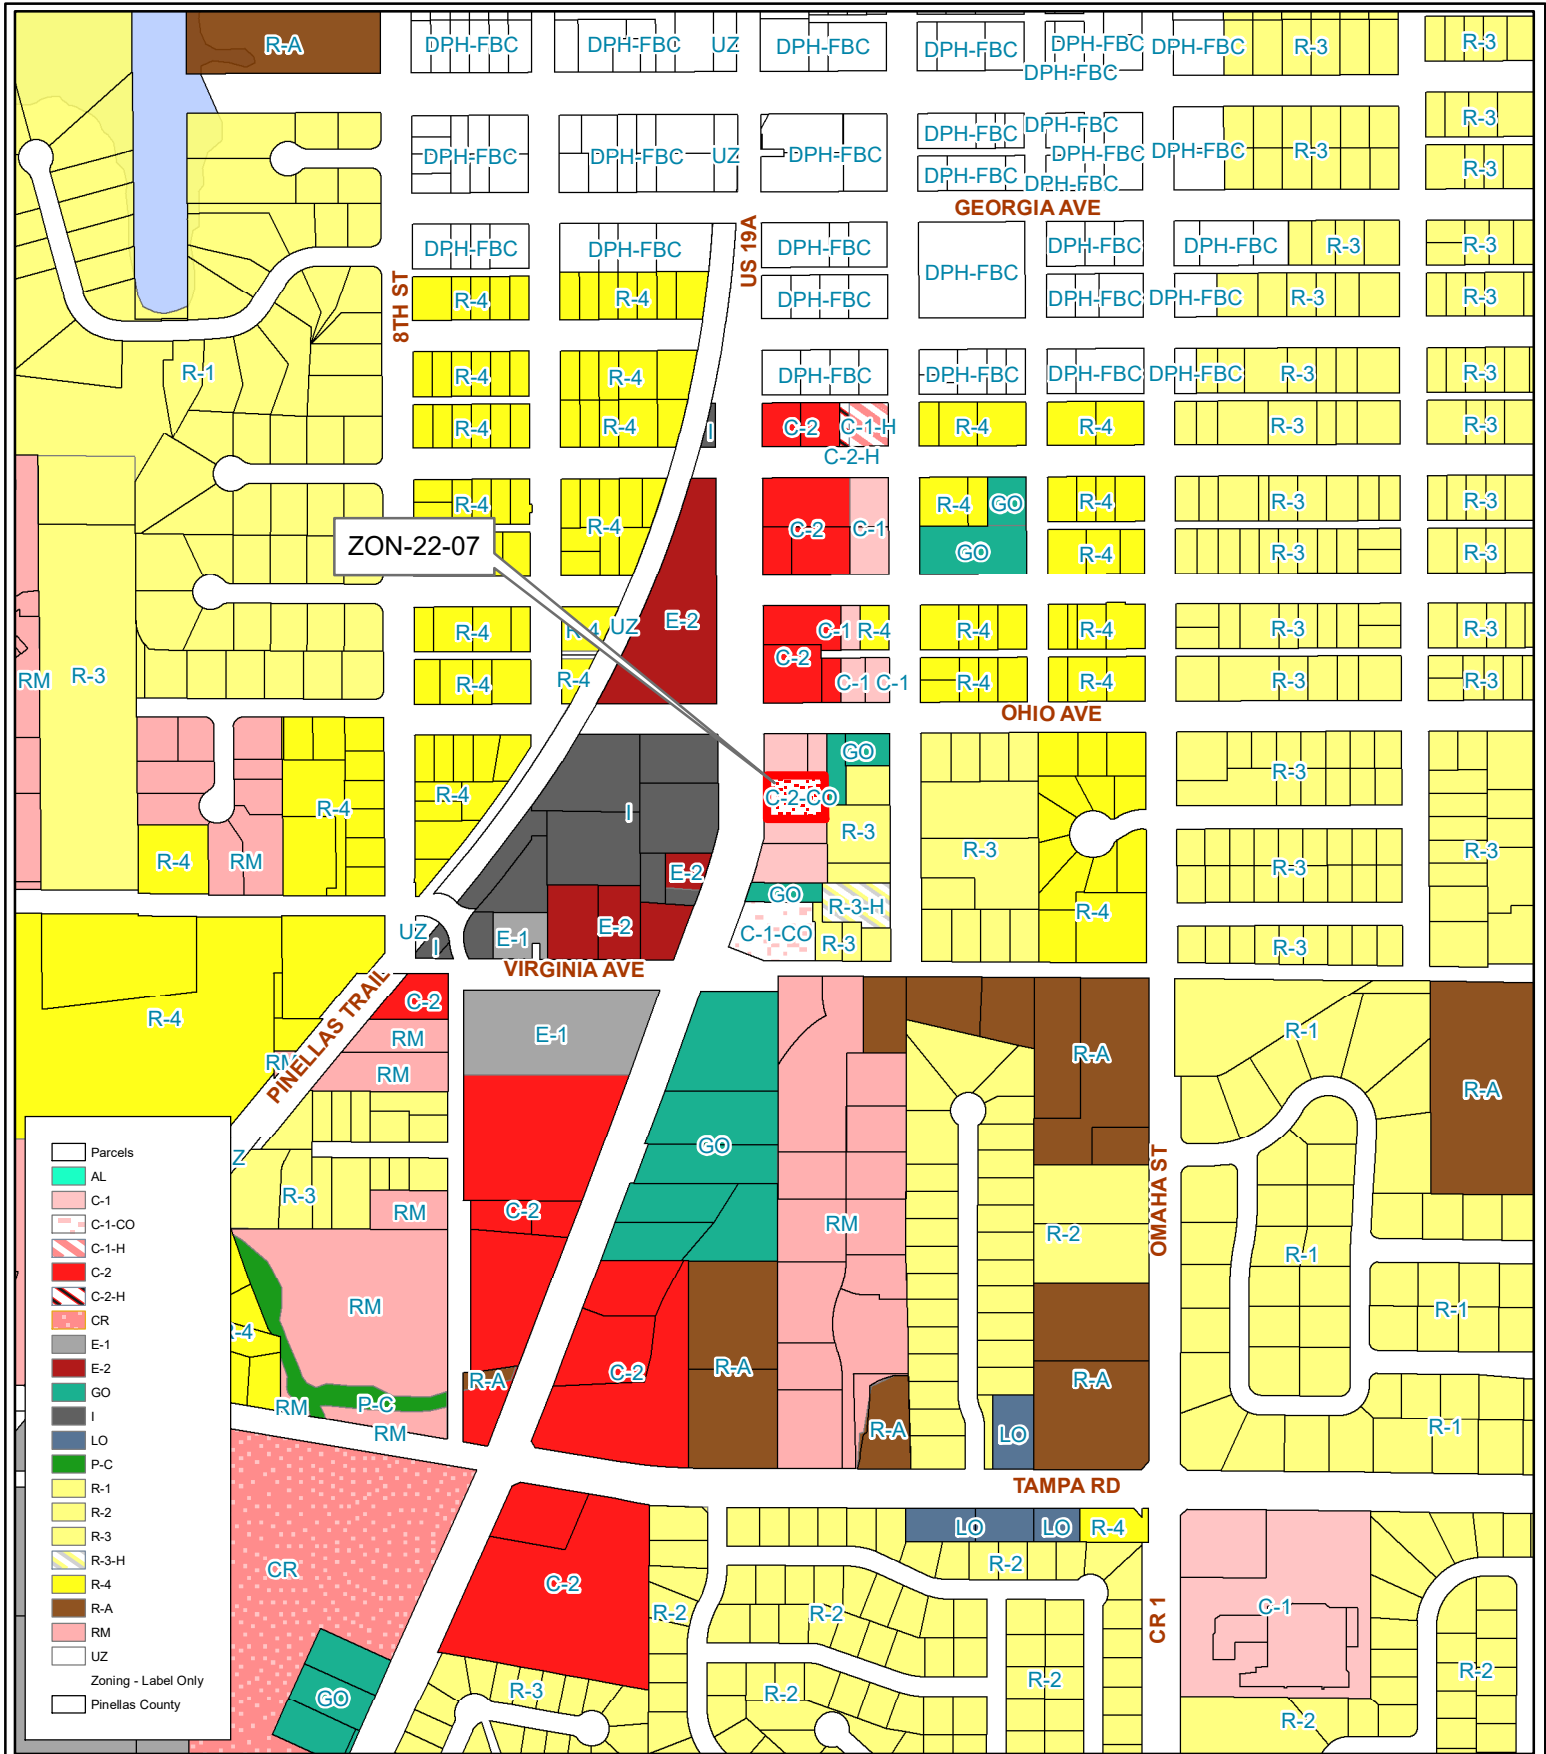 R-A
DPH-FBC
DPH-FBC
UZ
DPH-FBC
DPH-FBC
DPH-FBC
DPH-FBC
DPH-FBC
R-3
R-3
DPH-FBC
DPH-FBC
UZ
DPH-FBC
DPH-FBC
DPH-FBC
DPH-FBC
DPH-FBC
R-3
R-3
DPH-FBC
DPH-FBC
R-3
GEORGIA AVE
US 19A
8TH ST
DPH-FBC
DPH-FBC
DPH-FBC
DPH-FBC
DPH-FBC
DPH-FBC
R-3
R-3
R-4
R-4
DPH-FBC
DPH-FBC
DPH-FBC
R-3
R-3
R-1
R-4
R-4
DPH-FBC
DPH-FBC
DPH-FBC
DPH-FBC
R-3
R-3
R-4
R-4
I
C-2
C-1-H
C-2-H
R-4
R-4
R-3
R-3
R-4
R-4
C-2
C-1
R-4
GO
GO
R-4
R-3
R-3
ZON-22-07
R-4
R-3
R-3
R-4
R-4
UZ
E-2
C-1
R-4
R-4
R-4
R-3
R-3
RM
R-3
R-4
R-4
C-2
C-1
C-1
R-4
R-4
R-3
R-3
OHIO AVE
R-4
R-4
RM
R-4
R-4
I
E-2
GO
C-2-CO
R-3
R-3
R-4
R-3
R-3
R-3
R-3
UZ
I
E-1
E-2
GO
R-3-H
C-1-CO
R-3
VIRGINIA AVE
PINELLAS TRAIL
R-4
C-2
RM
RM
RM
E-1
GO
R-A
R-1
R-A
Z
R-3
RM
C-2
RM
R-2
OMAHA ST
R-1
R-1
RM
R-4
R-A
C-2
R-A
R-A
R-A
P-C
RM
RM
LO
R-1
TAMPA RD
CR
C-2
LO
LO
R-4
R-2
R-2
R-2
CR 1
C-1
R-2
R-3
R-2
R-2
R-2
GO
Parcels
AL
C-1
C-1-CO
C-1-H
C-2
C-2-H
CR
E-1
E-2
GO
I
LO
P-C
R-1
R-2
R-3
R-3-H
R-4
R-A
RM
UZ
Zoning - Label Only
Pinellas County